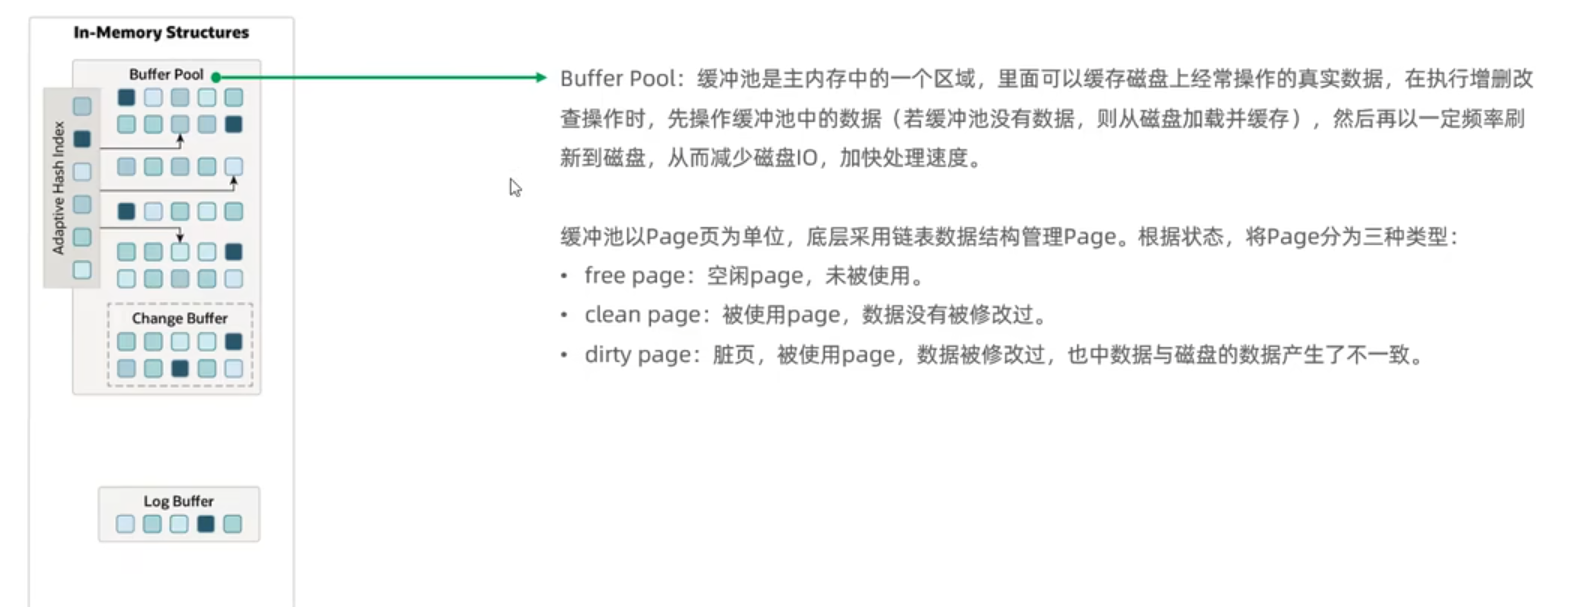 In-Memory Structures
Buffer Pool
Adaptive Hash Index
Change Buffer
Log Buffer
Buffer Pool：缓冲池是主内存中的一个区域，里面可以缓存磁盘上经常操作的真实数据，在执行增删改
查操作时，先操作缓冲池中的数据（若缓冲池没有数据，则从磁盘加载并缓存），然后再以一定频率刷
新到磁盘，从而减少磁盘IO，加快处理速度。
缓冲池以Page页为单位，底层采用链表数据结构管理Page。根据状态，将Page分为三种类型：
• free page：空闲page，未被使用。
• clean page：被使用page，数据没有被修改过。
• dirty page：脏页，被使用page，数据被修改过，也中数据与磁盘的数据产生了不一致。